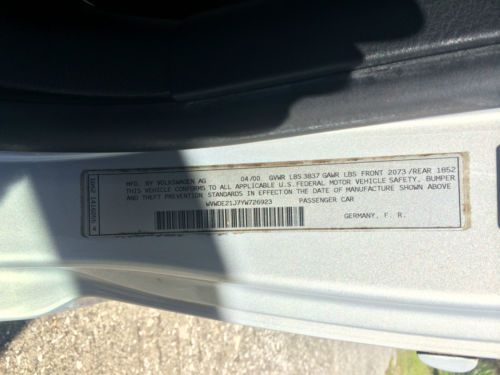 MFD. BY VOLKSWAGEN AG 04/00 GVWR LBS 3837 GAWR LBS FRONT 2073/REAR 1852
THIS VEHICLE CONFORMS TO ALL APPLICABLE U.S. FEDERAL MOTOR VEHICLE SAFETY, BUMPER
AND THEFT PREVENTION STANDARDS IN EFFECT ON THE DATE OF MANUFACTURE SHOWN ABOVE
WVWDE21J7YW726923 PASSENGER CAR
GERMANY, F. R.